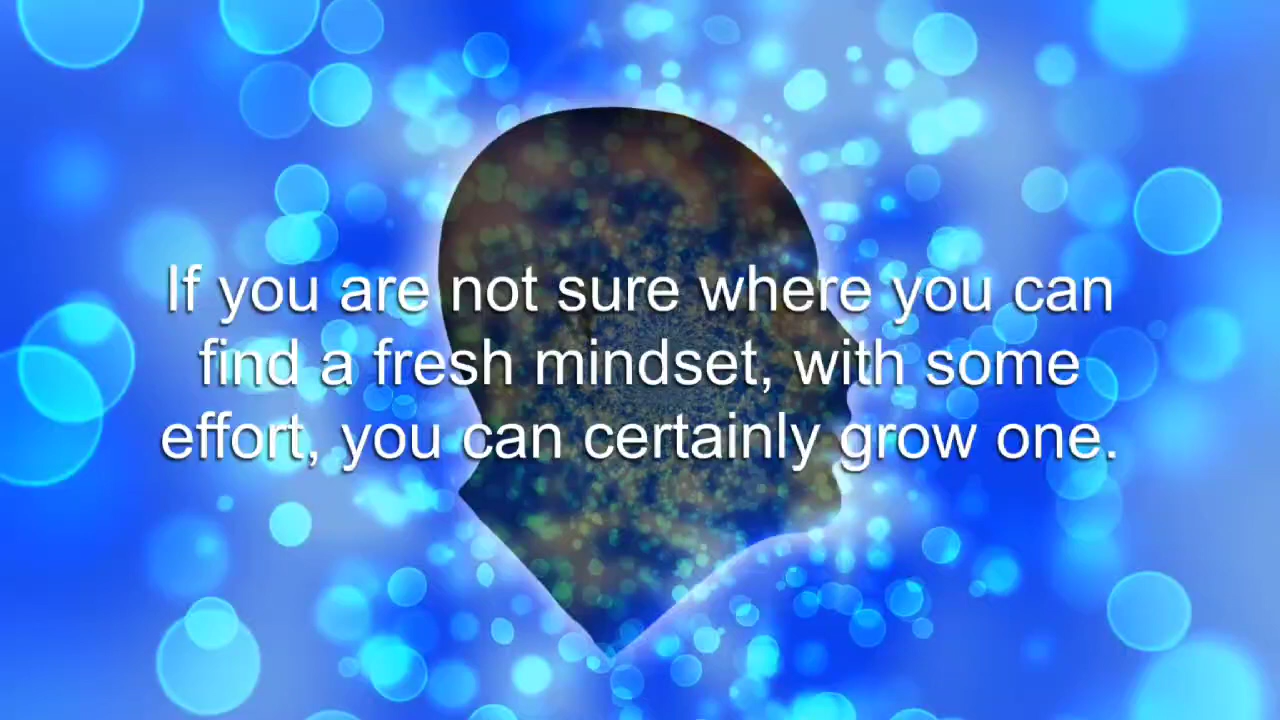 If you are not sure where you can
find a fresh mindset, with some
effort, you can certainly grow one.